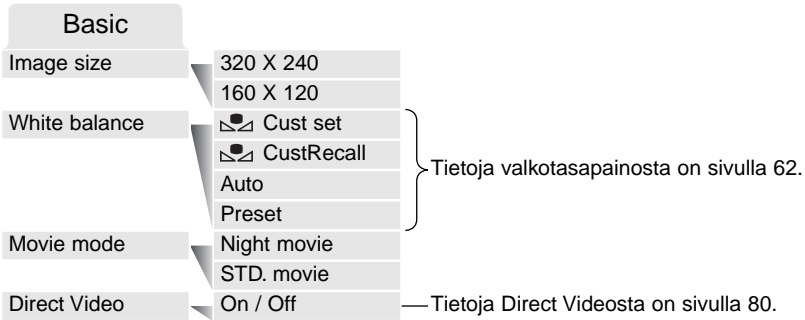 Basic
Image size
320 X 240
160 X 120
White balance
Cust set
CustRecall
Auto
Preset
Tietoja valkotasapainosta on sivulla 62.
Movie mode
Night movie
STD. movie
Direct Video
On / Off
Tietoja Direct Videosta on sivulla 80.